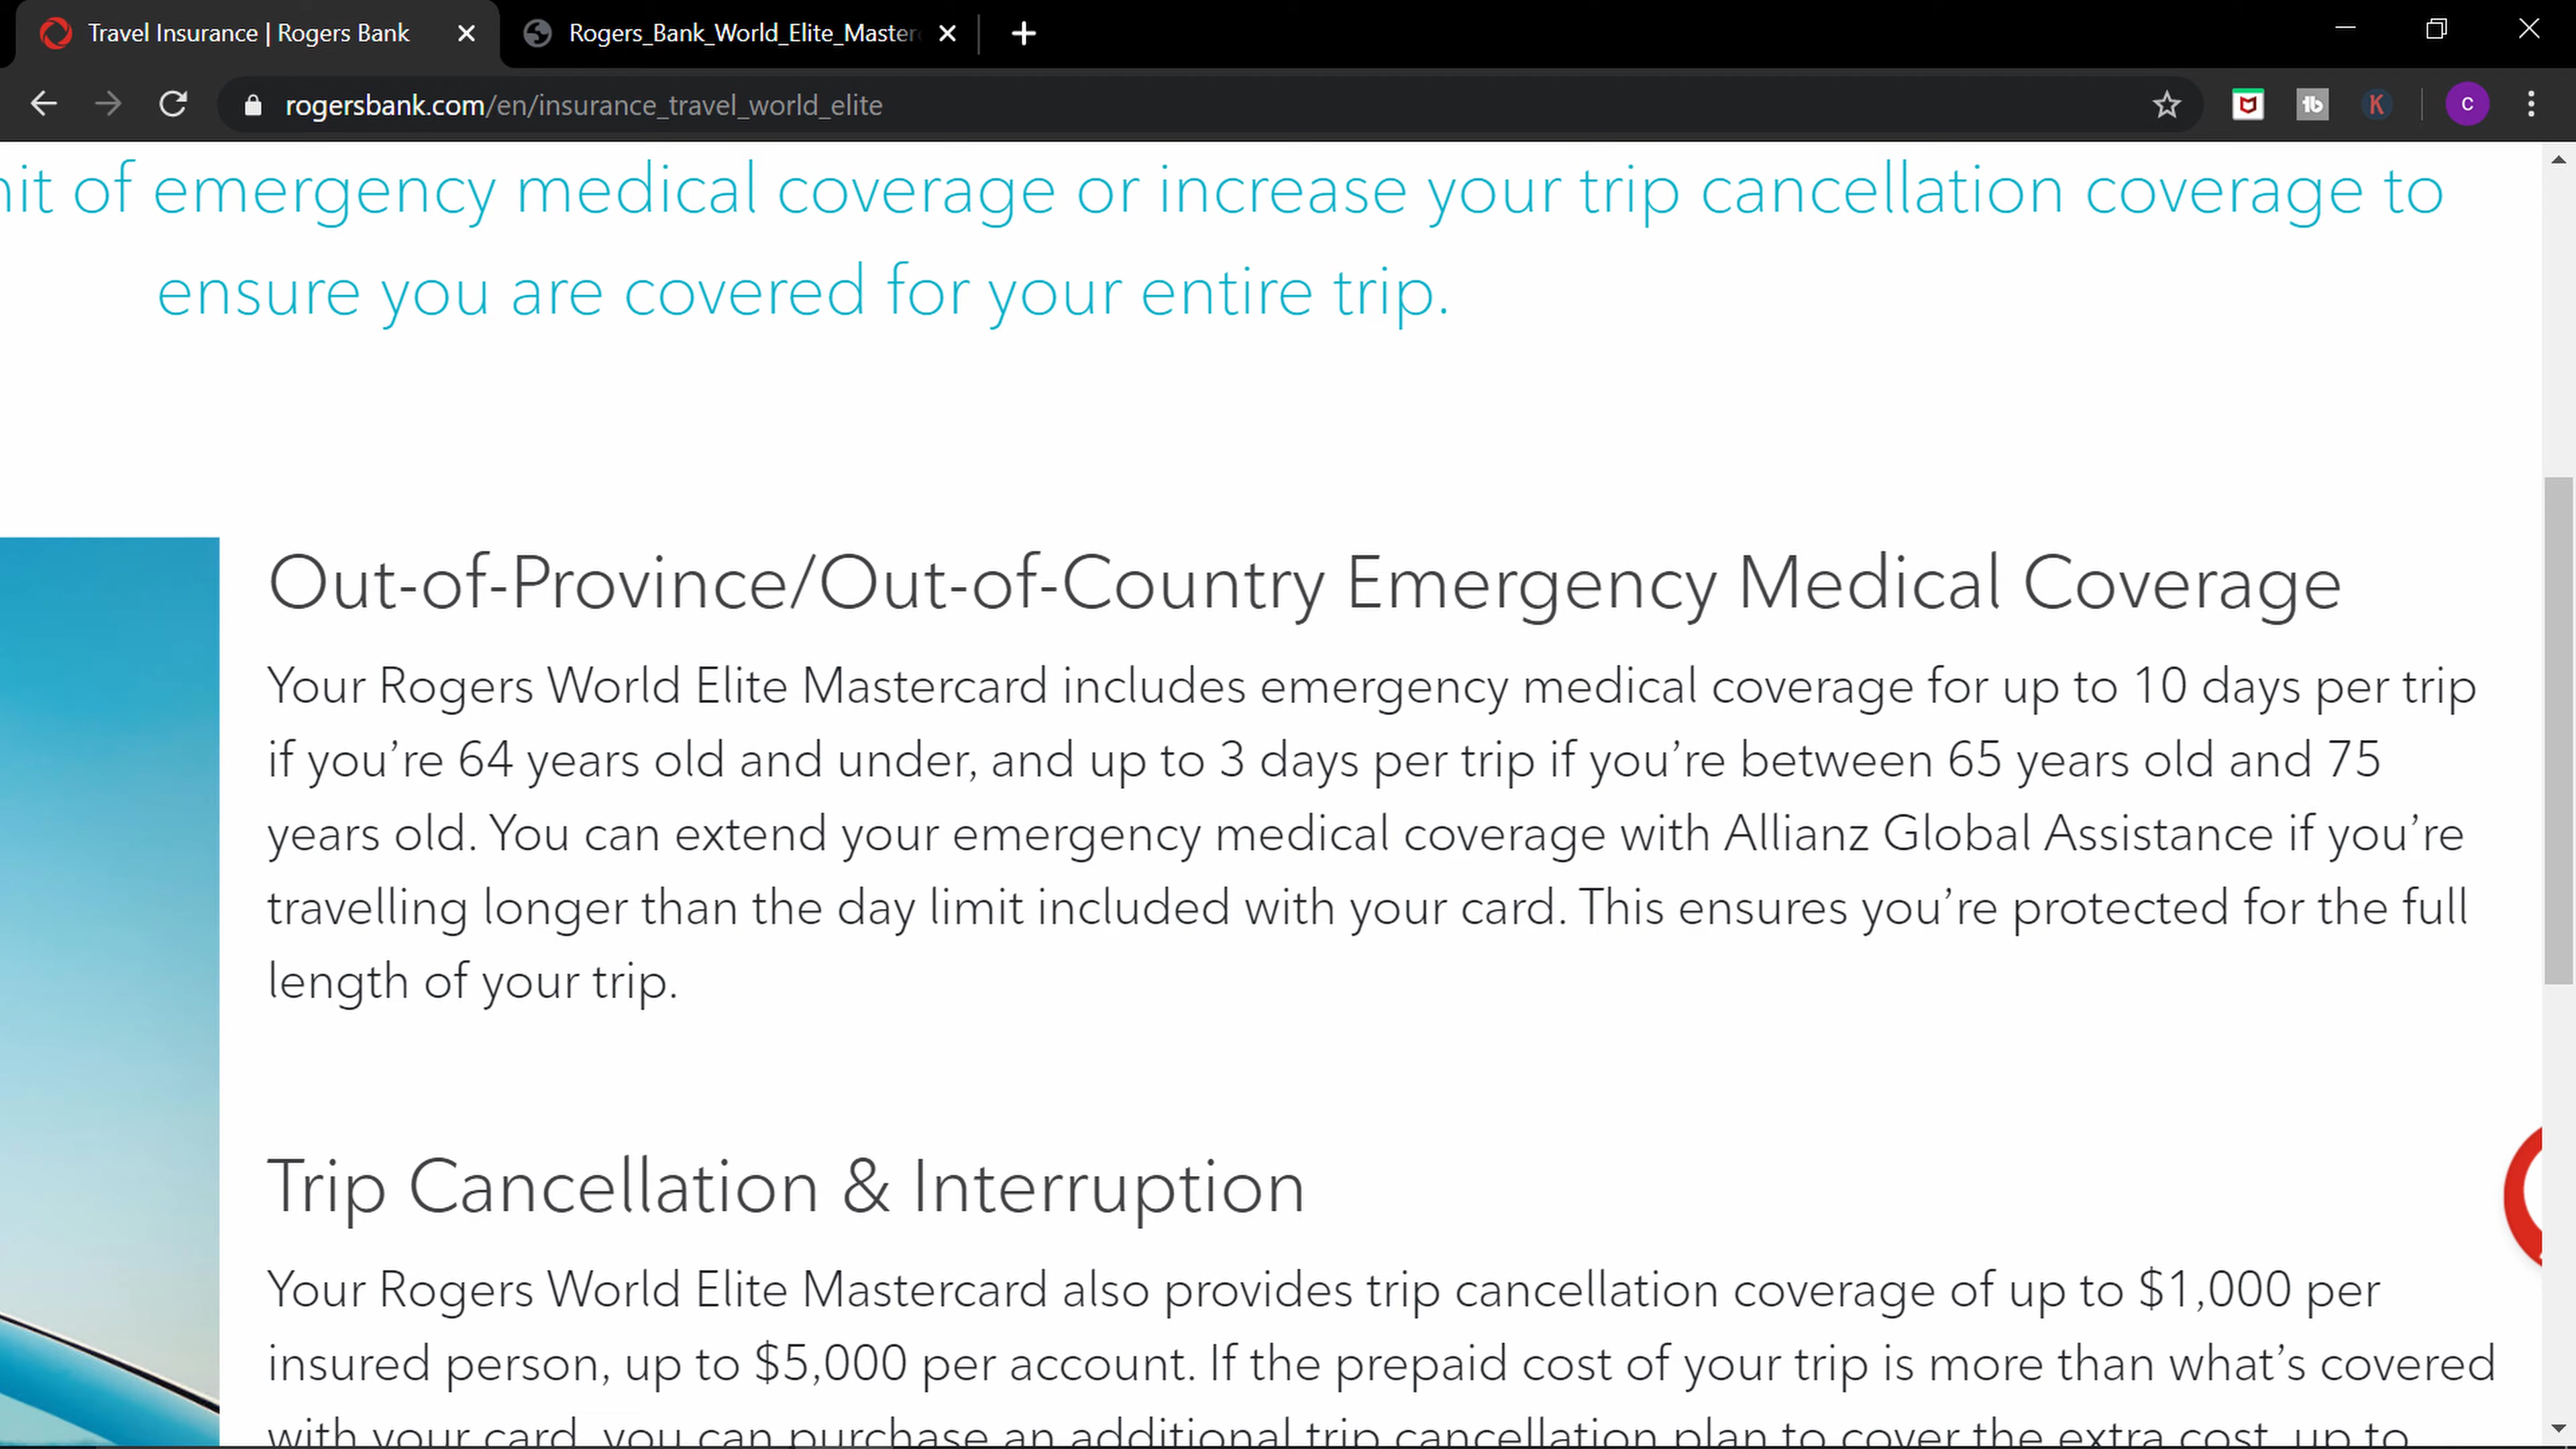 Travel Insurance | Rogers Bank
Rogers_Bank_World_Elite_Master
rogersbank.com/en/insurance_travel_world_elite
tb
K
C
of emergency medical coverage or increase your trip cancellation coverage to
ensure you are covered for your entire trip.
Out-of-Province/Out-of-Country Emergency Medical Coverage
Your Rogers World Elite Mastercard includes emergency medical coverage for up to 10 days per trip
if you’re 64 years old and under, and up to 3 days per trip if you’re between 65 years old and 75
years old. You can extend your emergency medical coverage with Allianz Global Assistance if you’re
travelling longer than the day limit included with your card. This ensures you’re protected for the full
length of your trip.
Trip Cancellation & Interruption
Your Rogers World Elite Mastercard also provides trip cancellation coverage of up to $1,000 per
insured person, up to $5,000 per account. If the prepaid cost of your trip is more than what’s covered
with your card, you can purchase an additional trip cancellation plan to cover the extra cost, up to